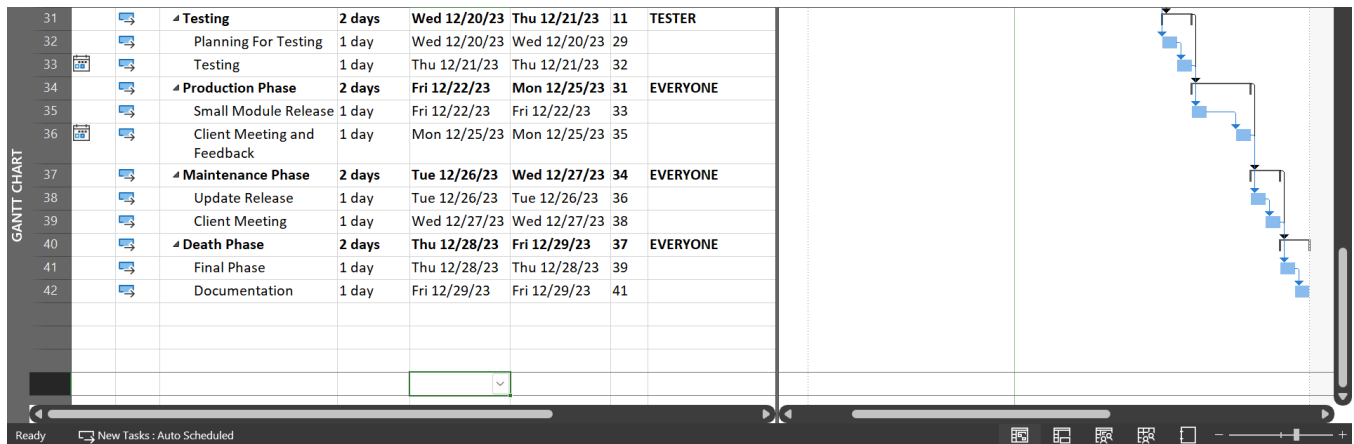 31 Testing 2 days Wed 12/20/23 Thu 12/21/23 11 TESTER
32 Planning For Testing 1 day Wed 12/20/23 Wed 12/20/23 29
33 Testing 1 day Thu 12/21/23 Thu 12/21/23 32
34 Production Phase 2 days Fri 12/22/23 Mon 12/25/23 31 EVERYONE
35 Small Module Release 1 day Fri 12/22/23 Fri 12/22/23 33
36 Client Meeting and 1 day Mon 12/25/23 Mon 12/25/23 35
Feedback
37 Maintenance Phase 2 days Tue 12/26/23 Wed 12/27/23 34 EVERYONE
38 Update Release 1 day Tue 12/26/23 Tue 12/26/23 36
39 Client Meeting 1 day Wed 12/27/23 Wed 12/27/23 38
40 Death Phase 2 days Thu 12/28/23 Fri 12/29/23 37 EVERYONE
41 Final Phase 1 day Thu 12/28/23 Thu 12/28/23 39
42 Documentation 1 day Fri 12/29/23 Fri 12/29/23 41
GANTT CHART
Ready New Tasks : Auto Scheduled